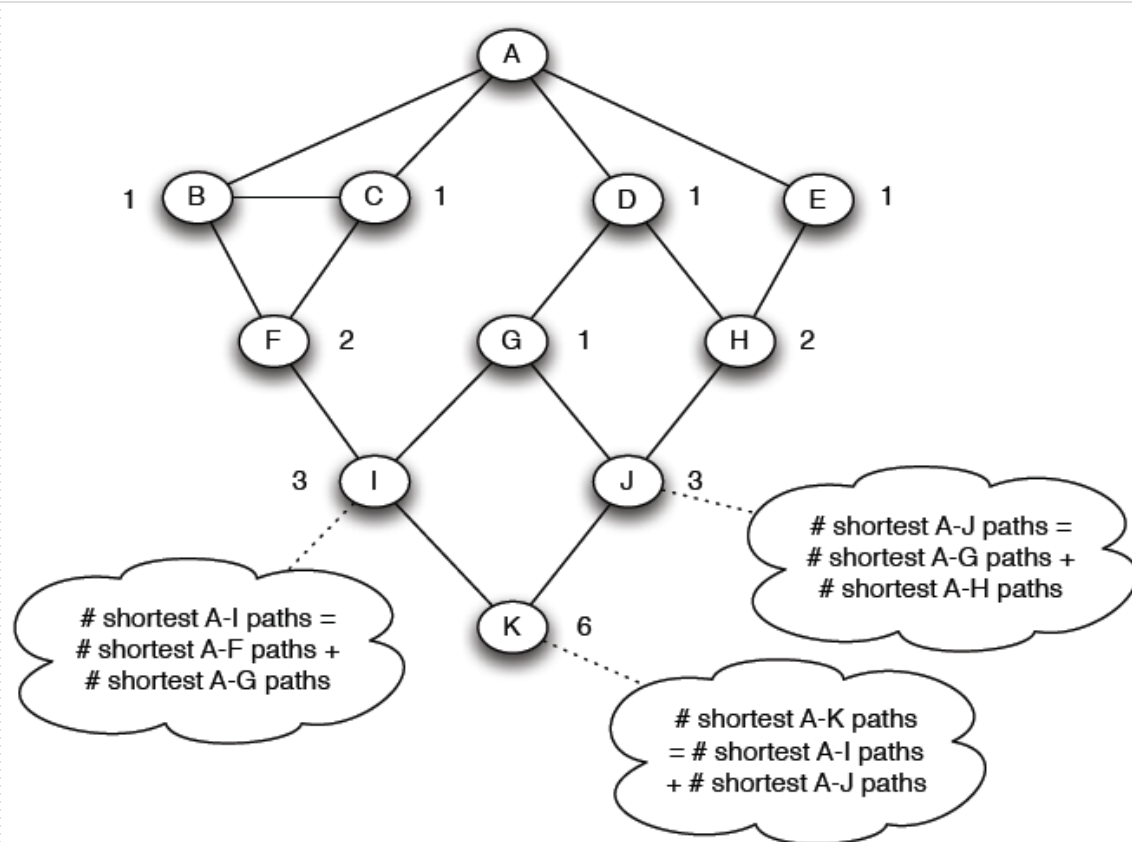 A
1 B C 1 D 1 E 1
F 2 G 1 H 2
3 I J 3
# shortest A-J paths =
# shortest A-G paths +
# shortest A-H paths
# shortest A-I paths =
# shortest A-F paths +
# shortest A-G paths
K 6
# shortest A-K paths
= # shortest A-I paths
+ # shortest A-J paths